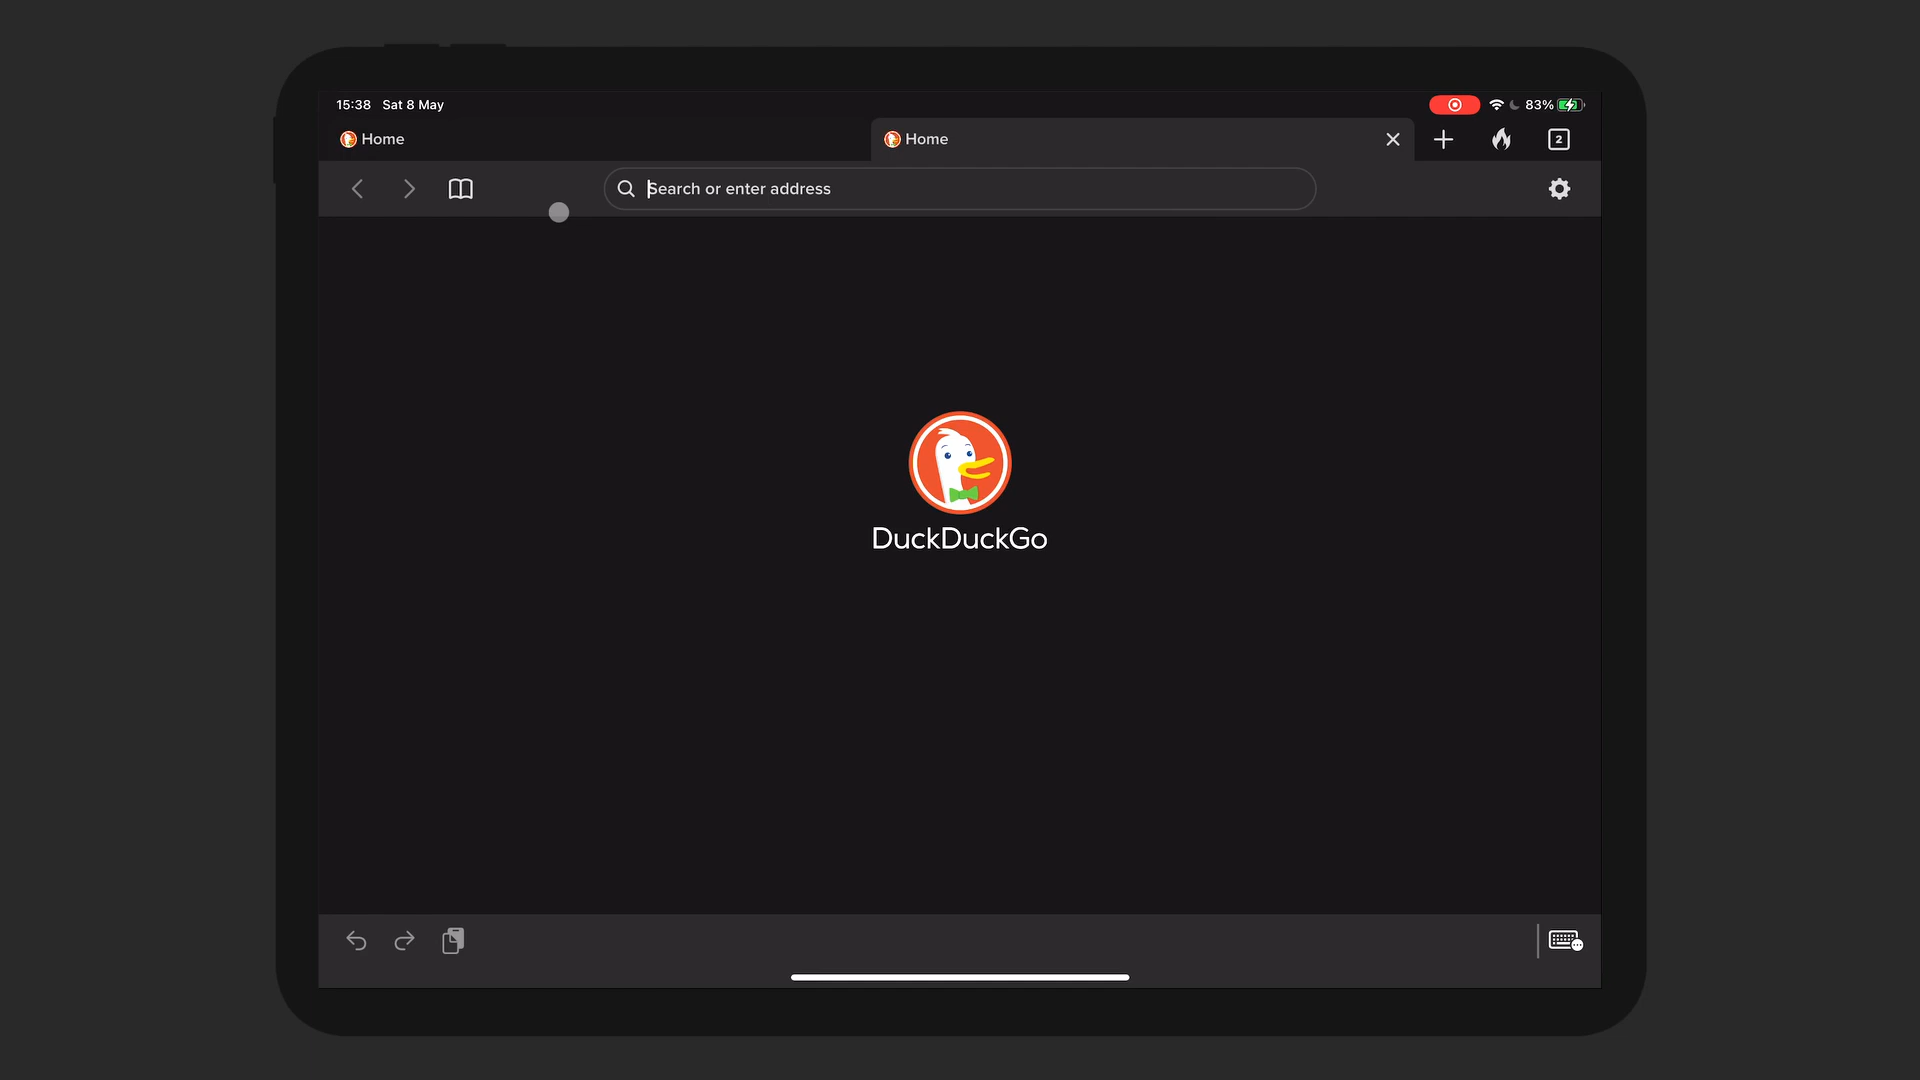 15:38 Sat 8 May
83%
Home
Home
2
Search or enter address
DuckDuckGo